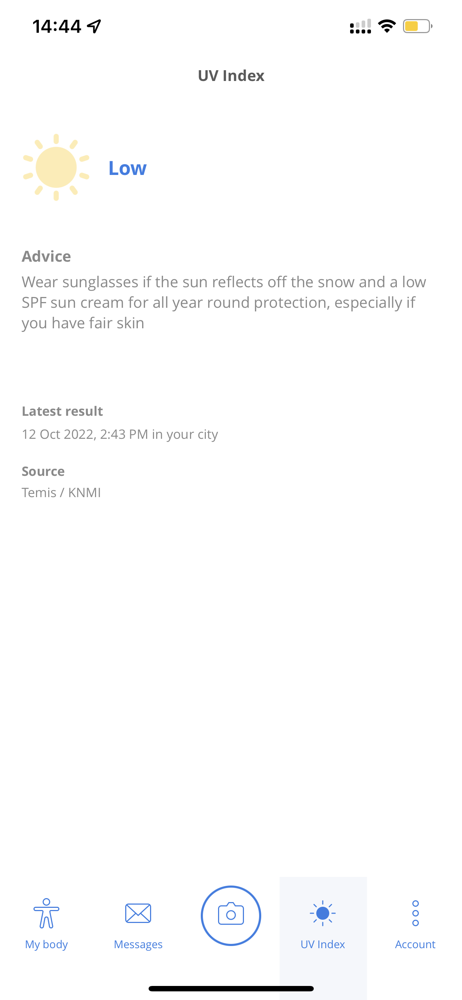 14:44
UV Index
Low
Advice
Wear sunglasses if the sun reflects off the snow and a low
SPF sun cream for all year round protection, especially if
you have fair skin
Latest result
12 Oct 2022, 2:43 PM in your city
Source
Temis / KNMI
My body
Messages
UV Index
Account